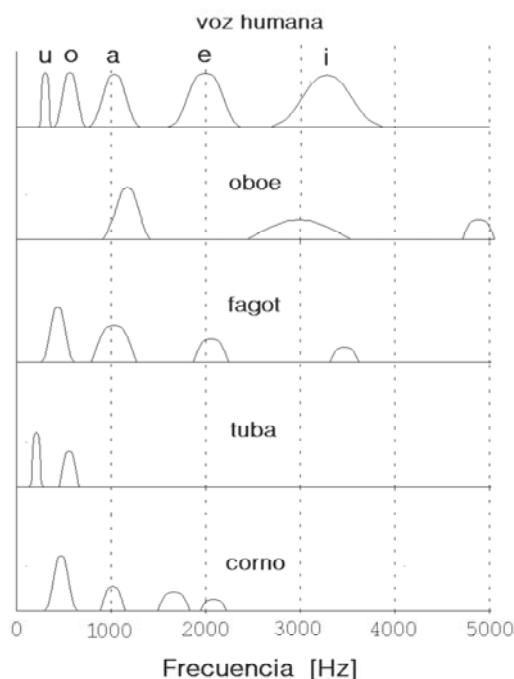 voz humana
u o a e i
oboe
fagot
tuba
corno
0 1000 2000 3000 4000 5000
Frecuencia [Hz]